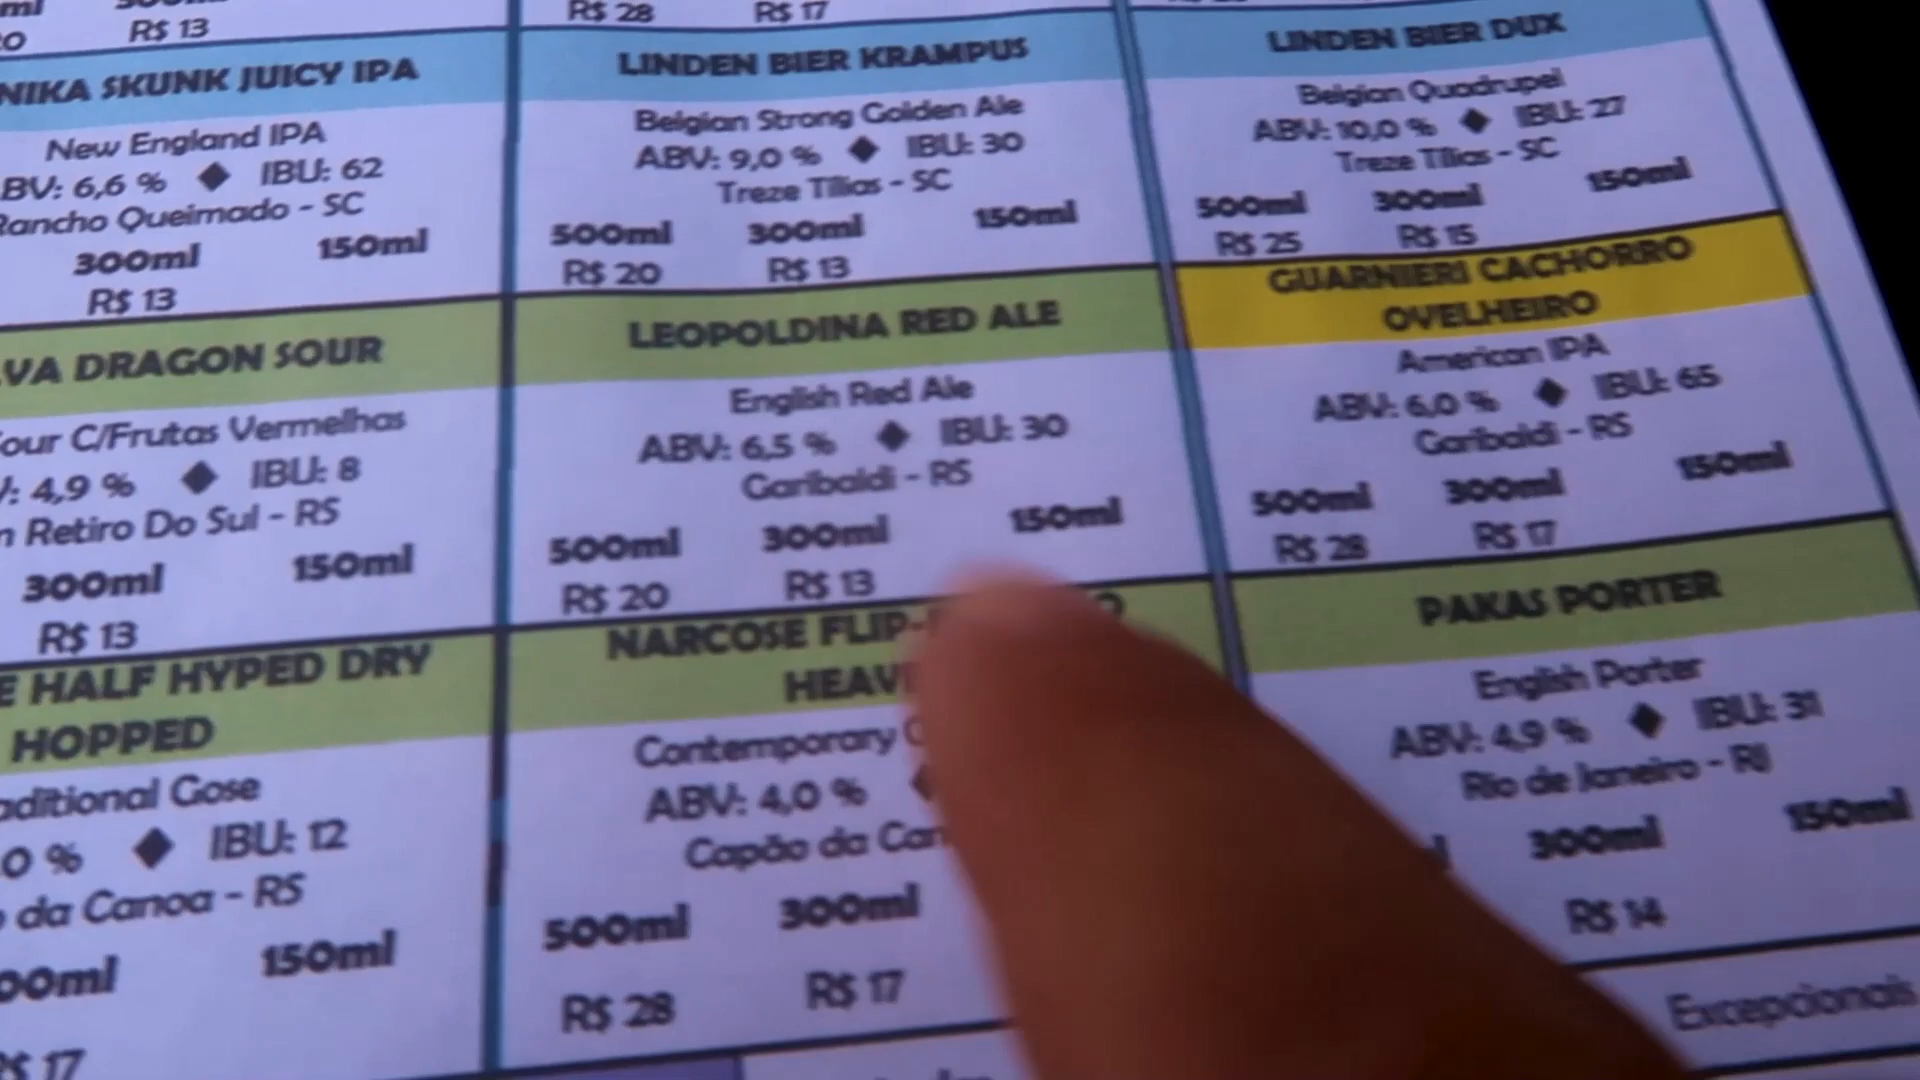 R$ 13
R$ 28 R$ 17
SKUNK JUICY IPA
New England IPA
6,6 % ◆ IBU: 62
Rancho Queimado - SC
300ml 150ml
R$ 13
LINDEN BIER KRAMPUS
Belgian Strong Golden Ale
ABV: 9,0 % ◆ IBU: 30
Treze Tílias - SC
500ml 300ml 150ml
R$ 20 R$ 13
LINDEN BIER DUX
Belgian Quadrupel
ABV: 10,0 % ◆ IBU: 27
Treze Tílias - SC
500ml 300ml 150ml
R$ 25 R$ 15
DRAGON SOUR
C/Frutas Vermelhas
4,9 % ◆ IBU: 8
Retiro Do Sul - RS
300ml 150ml
R$ 13
LEOPOLDINA RED ALE
English Red Ale
ABV: 6,5 % ◆ IBU: 30
Garibaldi - RS
500ml 300ml 150ml
R$ 20 R$ 13
GUARNIERI CACHORRO
OVELHEIRO
American IPA
ABV: 6,0 % ◆ IBU: 65
Garibaldi - RS
500ml 300ml 150ml
R$ 28 R$ 17
HALF HYPED DRY
HOPPED
Gose
% ◆ IBU: 12
da Canoa - RS
150ml
17
NARCOSE FLIP-
Contemporary
ABV: 4,0 %
Capão da
500ml 300ml
R$ 28 R$ 17
PAKAS PORTER
English Porter
ABV: 4,9 % ◆ IBU: 31
Rio de Janeiro - RJ
300ml 150ml
R$ 14
Excepcionais